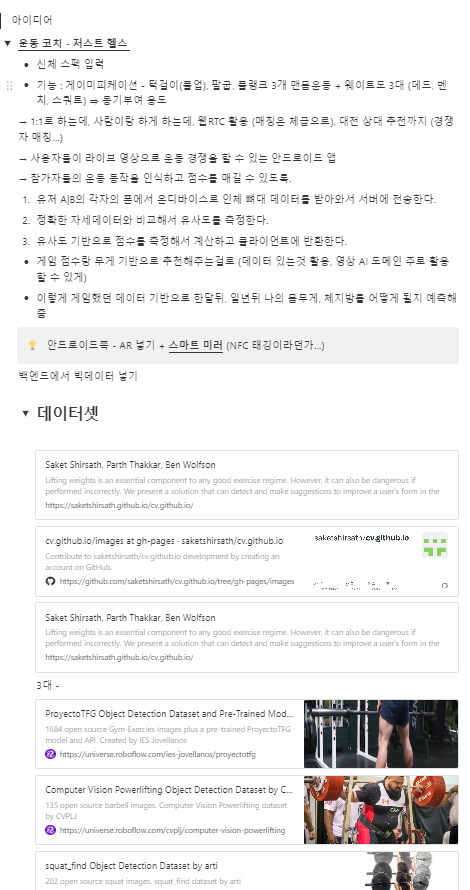 아이디어
운동 코치 - 저스트 헬스
신체 스펙 입력
기능 : 게이미피케이션 - 턱걸이(풀업), 팔굽, 플랭크 3개 맨몸운동 + 웨이트도 3대 (데드, 벤
치, 스쿼트) ⇒ 동기부여 용도
→ 1:1로 하는데, 사람이랑 하게 하는데, 웹RTC 활용 (매칭은 체급으로), 대전 상대 추천까지 (경쟁
자 매칭...)
→ 사용자들이 라이브 영상으로 운동 경쟁을 할 수 있는 안드로이드 앱
→ 참가자들의 운동 동작을 인식하고 점수를 매길 수 있도록.
1. 유저 A|B의 각자의 폰에서 온디바이스로 인체 뼈대 데이터를 받아와서 서버에 전송한다.
2. 정확한 자세데이터와 비교해서 유사도를 측정한다.
3. 유사도 기반으로 점수를 측정해서 계산하고 클라이언트에 반환한다.
게임 점수랑 무게 기반으로 추천해주는걸로 (데이터 있는것 활용, 영상 AI 도메인 주로 활용
할 수 있게)
이렇게 게임했던 데이터 기반으로 한달뒤, 일년뒤 나의 몸무게, 체지방률 어떻게 될지 예측해
줌
안드로이드쪽 - AR 넣기 + 스마트 미러 (NFC 태깅이라던가...)
백엔드에서 빅데이터 넣기
데이터셋
Saket Shirsath, Parth Thakkar, Ben Wolfson
Lifting weights is an essential component to any good exercise regime. However, it can also be dangerous if
performed incorrectly. We present a solution that can detect and make suggestions to improve a user's form in the
https://saketshirsath.github.io/cv.github.io/
cv.github.io/images at gh-pages · saketshirsath/cv.github.io
Contribute to saketshirsath/cv.github.io development by creating an
account on GitHub.
https://github.com/saketshirsath/cv.github.io/tree/gh-pages/images
saketshirsath/cv.github.io
Saket Shirsath, Parth Thakkar, Ben Wolfson
Lifting weights is an essential component to any good exercise regime. However, it can also be dangerous if
performed incorrectly. We present a solution that can detect and make suggestions to improve a user's form in the
https://saketshirsath.github.io/cv.github.io/
3대 -
ProyectoTFG Object Detection Dataset and Pre-Trained Mod...
1684 open source Gym-Exercies images plus a pre-trained ProyectoTFG
model and API. Created by IES Jovellanos
https://universe.roboflow.com/ies-jovellanos/proyectotfg
Computer Vision Powerlifting Object Detection Dataset by C...
135 open source barbell images. Computer Vision Powerlifting dataset
by CVPLJ
https://universe.roboflow.com/cvplj/computer-vision-powerlifting
squat_find Object Detection Dataset by arti
202 open source squat images. squat_find dataset by arti